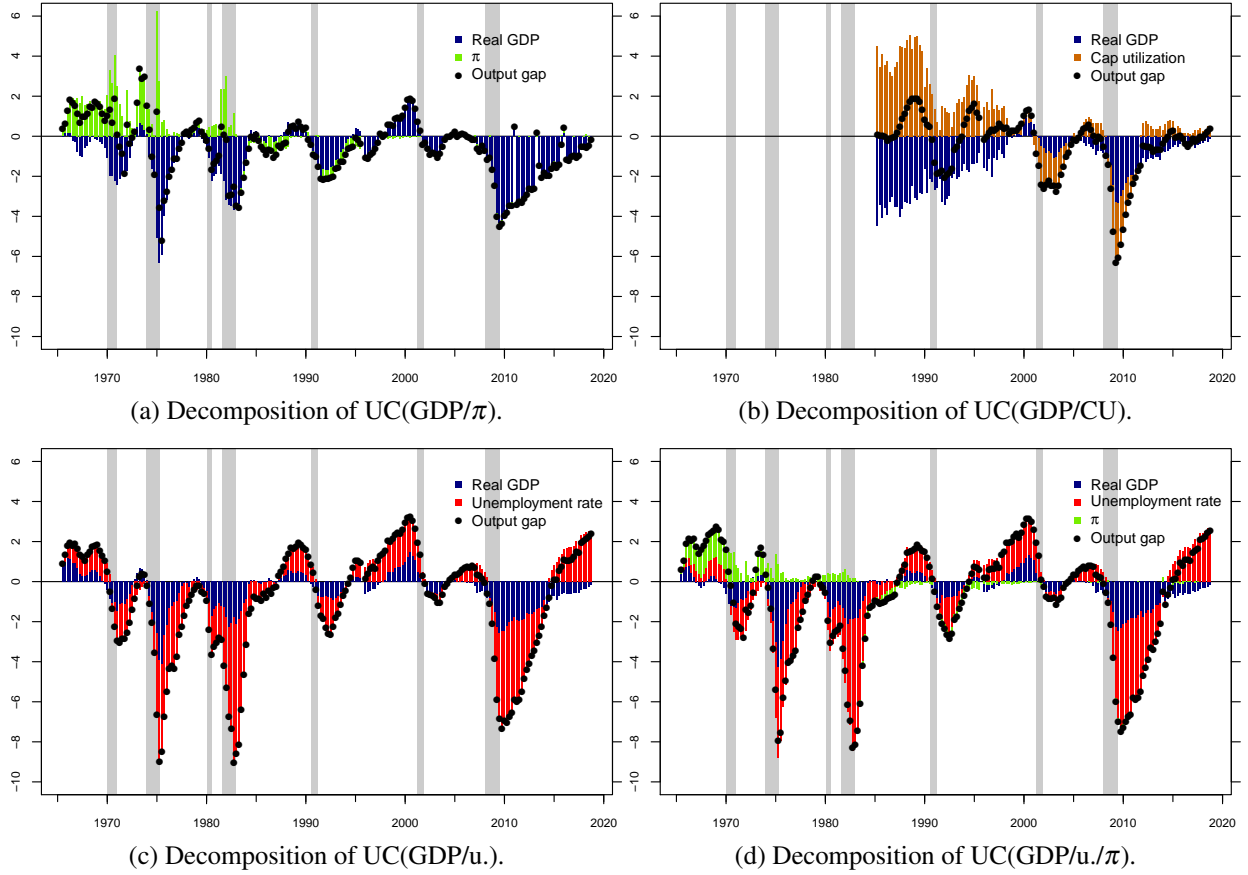 6
4
2
0
−2
−4
−6
−8
−10
Real GDP
π
Output gap
1970 1980 1990 2000 2010 2020
(a) Decomposition of UC(GDP/π).
6
4
2
0
−2
−4
−6
−8
−10
Real GDP
Cap utilization
Output gap
1970 1980 1990 2000 2010 2020
(b) Decomposition of UC(GDP/CU).
6
4
2
0
−2
−4
−6
−8
−10
Real GDP
Unemployment rate
Output gap
1970 1980 1990 2000 2010 2020
(c) Decomposition of UC(GDP/u.).
6
4
2
0
−2
−4
−6
−8
−10
Real GDP
Unemployment rate
π
Output gap
1970 1980 1990 2000 2010 2020
(d) Decomposition of UC(GDP/u./π).